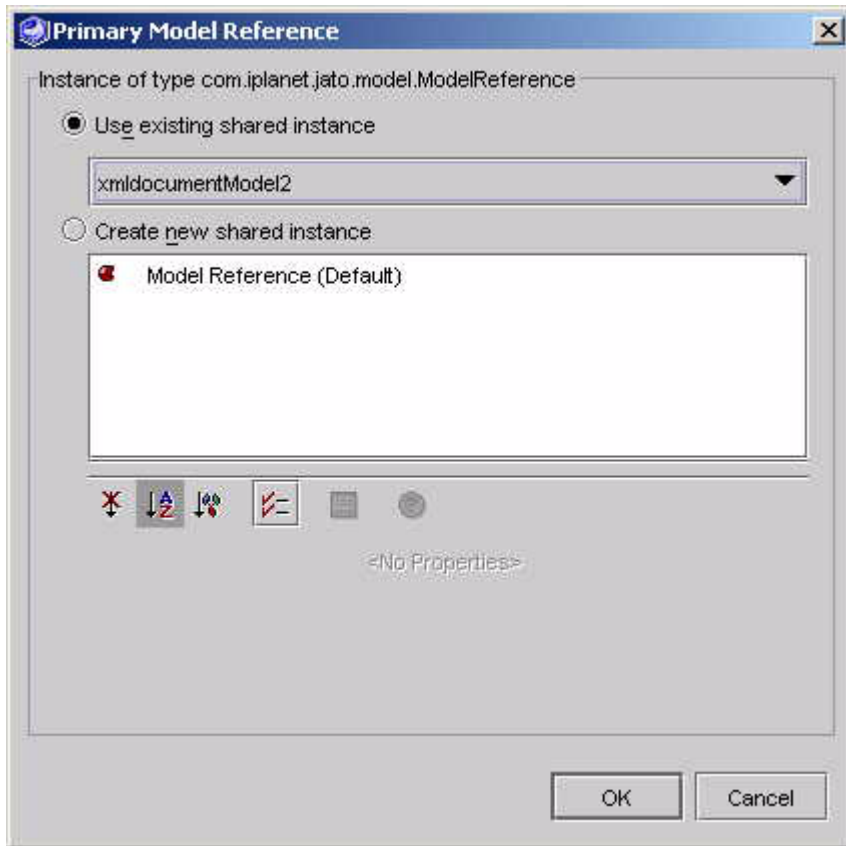 Primary Model Reference
Instance of type com.iplanet.jato.model.ModelReference
Use existing shared instance
xmldocumentModel2
Create new shared instance
Model Reference (Default)
<No Properties>
OK
Cancel